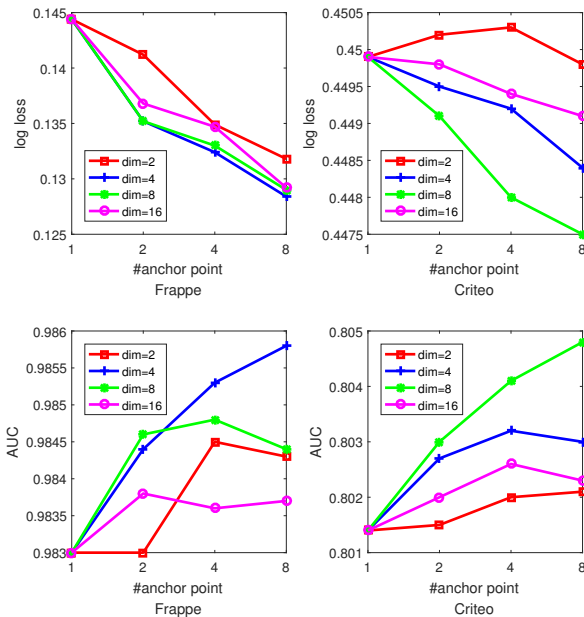 0.145
0.14
0.135
0.13
0.125
log loss
dim=2
dim=4
dim=8
dim=16
1 2 4 8
#anchor point
Frappe
0.4505
0.45
0.4495
0.449
0.4485
0.448
0.4475
log loss
dim=2
dim=4
dim=8
dim=16
1 2 4 8
#anchor point
Criteo
0.986
0.9855
0.985
0.9845
0.984
0.9835
0.983
AUC
dim=2
dim=4
dim=8
dim=16
1 2 4 8
#anchor point
Frappe
0.805
0.804
0.803
0.802
0.801
AUC
dim=2
dim=4
dim=8
dim=16
1 2 4 8
#anchor point
Criteo